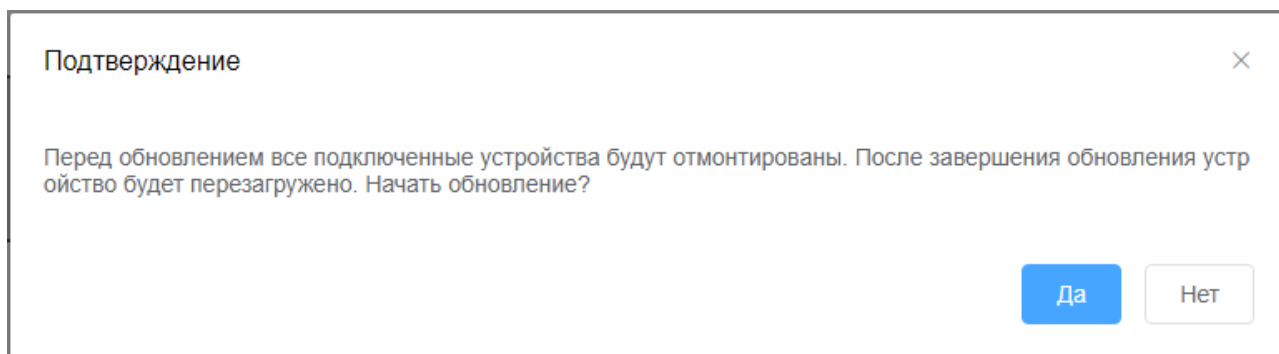 Подтверждение
Перед обновлением все подключенные устройства будут отмонтированы. После завершения обновления устр
ойство будет перезагружено. Начать обновление?
Да
Нет